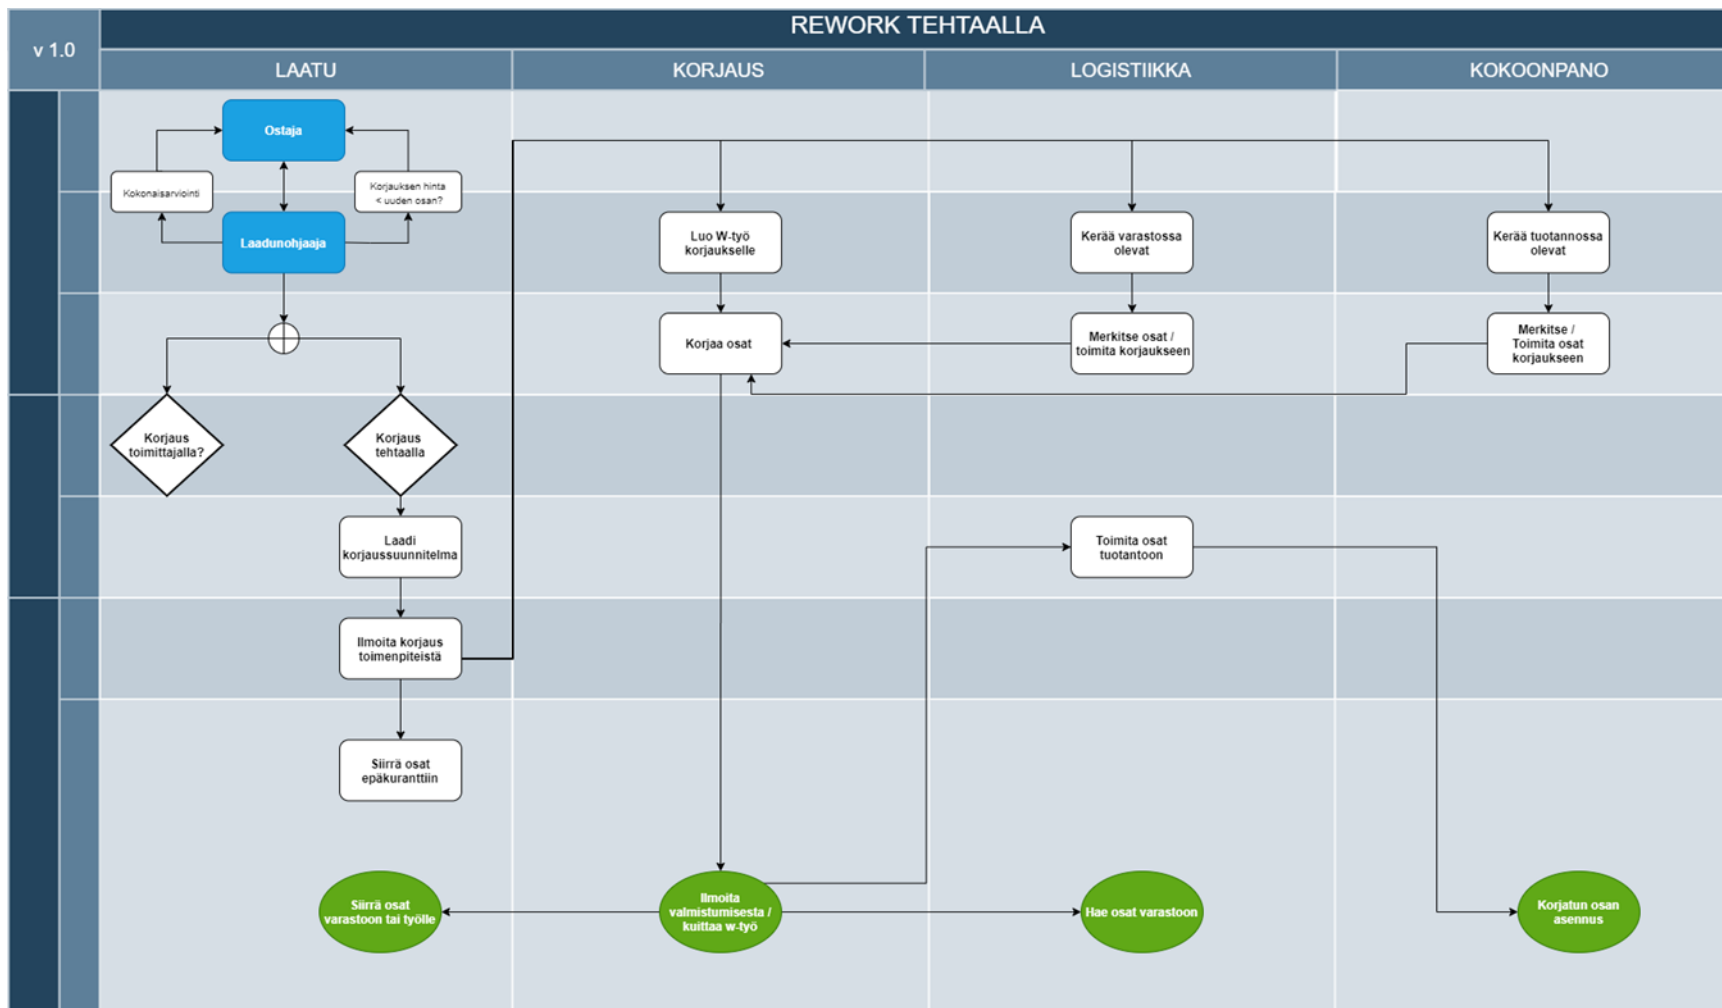 REWORK TEHTAALLA
v 1.0
LAATU
KORJAUS
LOGISTIIKKA
KOKOONPANO
Ostaja
Kokonaisarviointi
Korjauksen hinta
< uuden osan?
Laadunohjaaja
Luo W-työ
korjaukselle
Kerää varastossa
olevat
Kerää tuotannossa
olevat
Korjaa osat
Merkitse osat /
toimita korjaukseen
Merkitse /
Toimita osat
korjaukseen
Korjaus
toimittajalla?
Korjaus
tehtaalla
Laadi
korjaussuunnitelma
Toimita osat
tuotantoon
Ilmoita korjaus
toimenpiteistä
Siirrä osat
epäkuranttiin
Siirrä osat
varastoon tai työlle
Ilmoita
valmistumisesta /
kuittaa w-työ
Hae osat varastoon
Korjatun osan
asennus